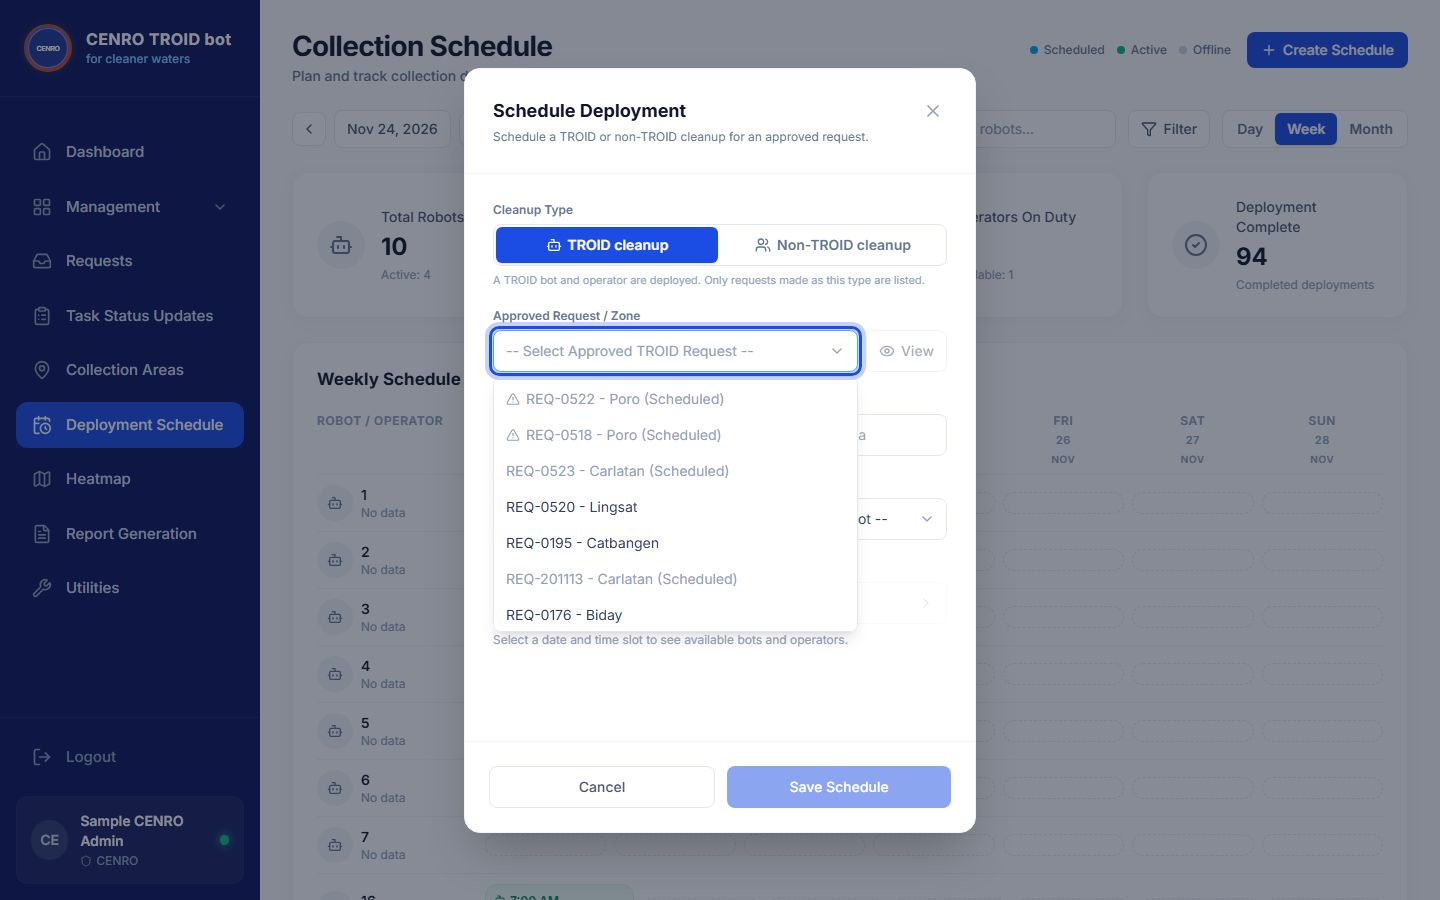 CENRO
CENRO TROID bot
for cleaner waters
Dashboard
Management
Requests
Task Status Updates
Collection Areas
Deployment Schedule
Heatmap
Report Generation
Utilities
Logout
CE
Sample CENRO
Admin
CENRO
Collection Schedule
Plan and track collection
Scheduled
Active
Offline
Create Schedule
Nov 24, 2026
robots...
Filter
Day
Week
Month
Total Robots
10
Active: 4
On Duty
: 1
Deployment
Complete
94
Completed deployments
Weekly Schedule
ROBOT / OPERATOR
FRI
26
NOV
SAT
27
NOV
SUN
28
NOV
1
No data
2
No data
3
No data
4
No data
5
No data
6
No data
7
No data
Schedule Deployment
Schedule a TROID or non-TROID cleanup for an approved request.
Cleanup Type
TROID cleanup
Non-TROID cleanup
A TROID bot and operator are deployed. Only requests made as this type are listed.
Approved Request / Zone
-- Select Approved TROID Request --
View
REQ-0522 - Poro (Scheduled)
REQ-0518 - Poro (Scheduled)
REQ-0523 - Carlatan (Scheduled)
REQ-0520 - Lingsat
REQ-0195 - Catbangen
REQ-201113 - Carlatan (Scheduled)
REQ-0176 - Biday
Select a date and time slot to see available bots and operators.
Cancel
Save Schedule